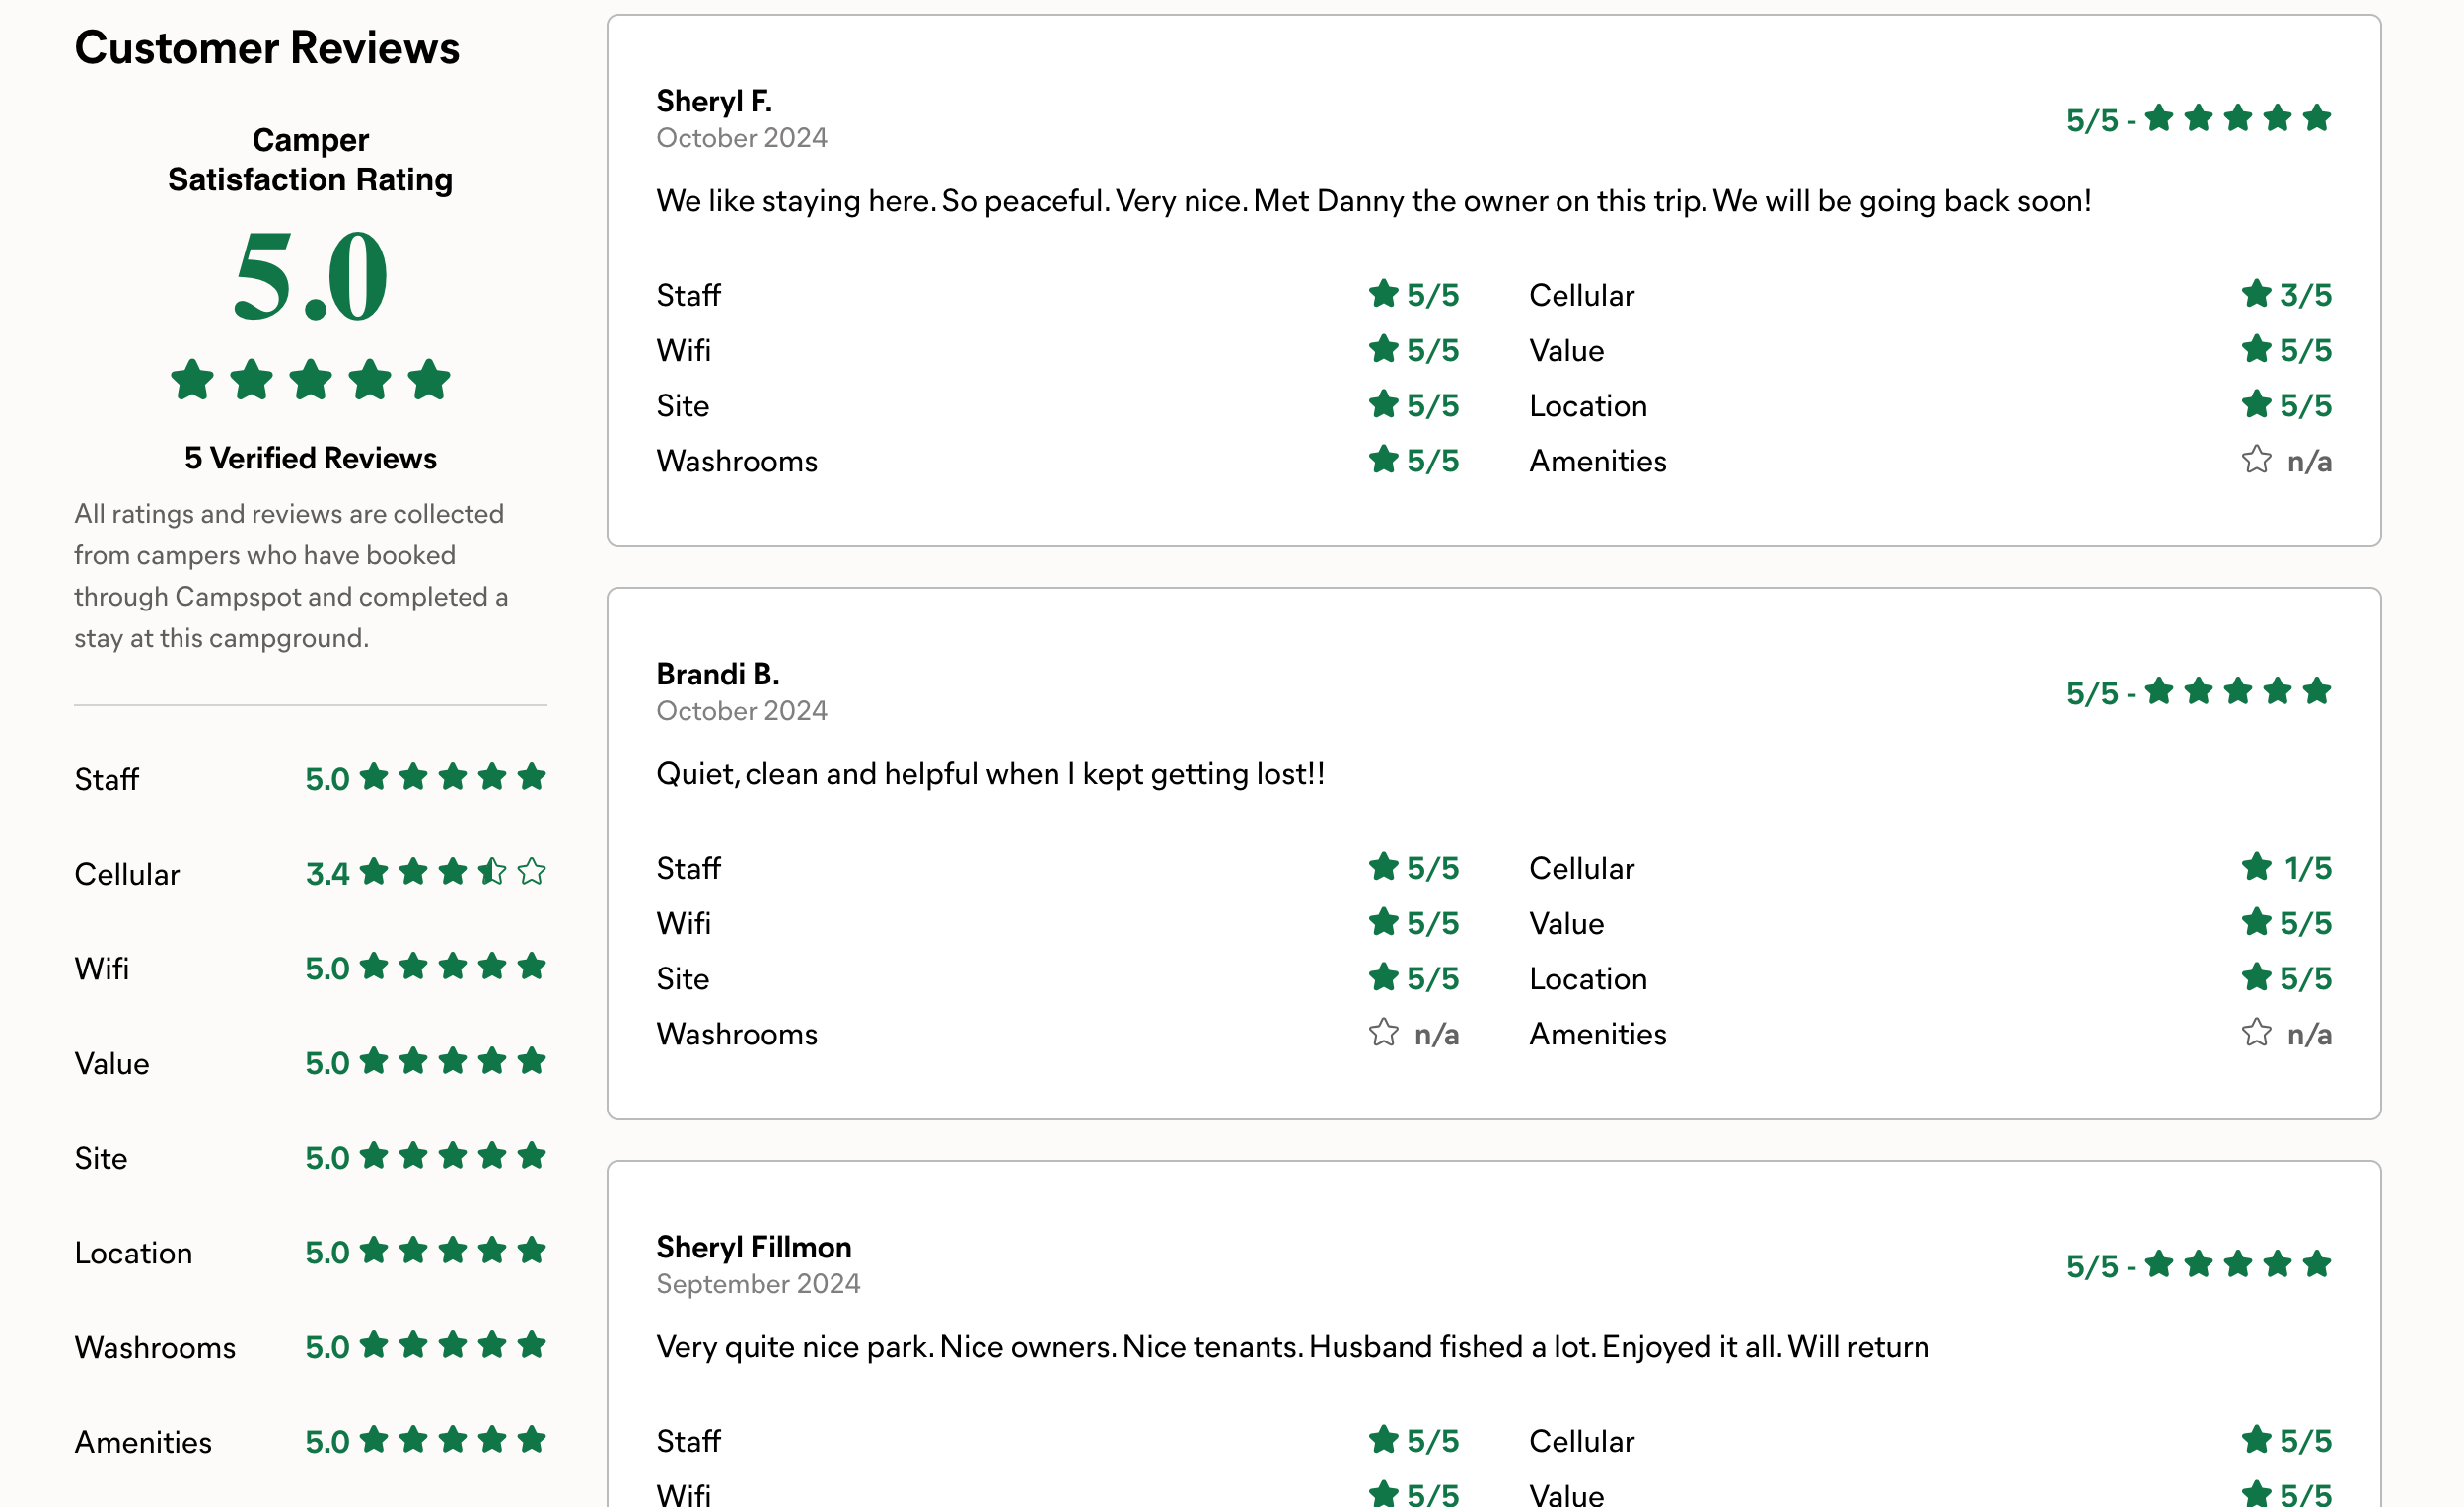 Customer Reviews
Camper
Satisfaction Rating
5.0
5 Verified Reviews
All ratings and reviews are collected
from campers who have booked
through Campspot and completed a
stay at this campground.
Staff 5.0
Cellular 3.4
Wifi 5.0
Value 5.0
Site 5.0
Location 5.0
Washrooms 5.0
Amenities 5.0
Sheryl F.
October 2024
5/5 -
We like staying here. So peaceful. Very nice. Met Danny the owner on this trip. We will be going back soon!
Staff 5/5 Cellular 3/5
Wifi 5/5 Value 5/5
Site 5/5 Location 5/5
Washrooms 5/5 Amenities n/a
Brandi B.
October 2024
5/5 -
Quiet, clean and helpful when I kept getting lost!!
Staff 5/5 Cellular 1/5
Wifi 5/5 Value 5/5
Site 5/5 Location 5/5
Washrooms n/a Amenities n/a
Sheryl Fillmon
September 2024
5/5 -
Very quite nice park. Nice owners. Nice tenants. Husband fished a lot. Enjoyed it all. Will return
Staff 5/5 Cellular 5/5
Wifi 5/5 Value 5/5